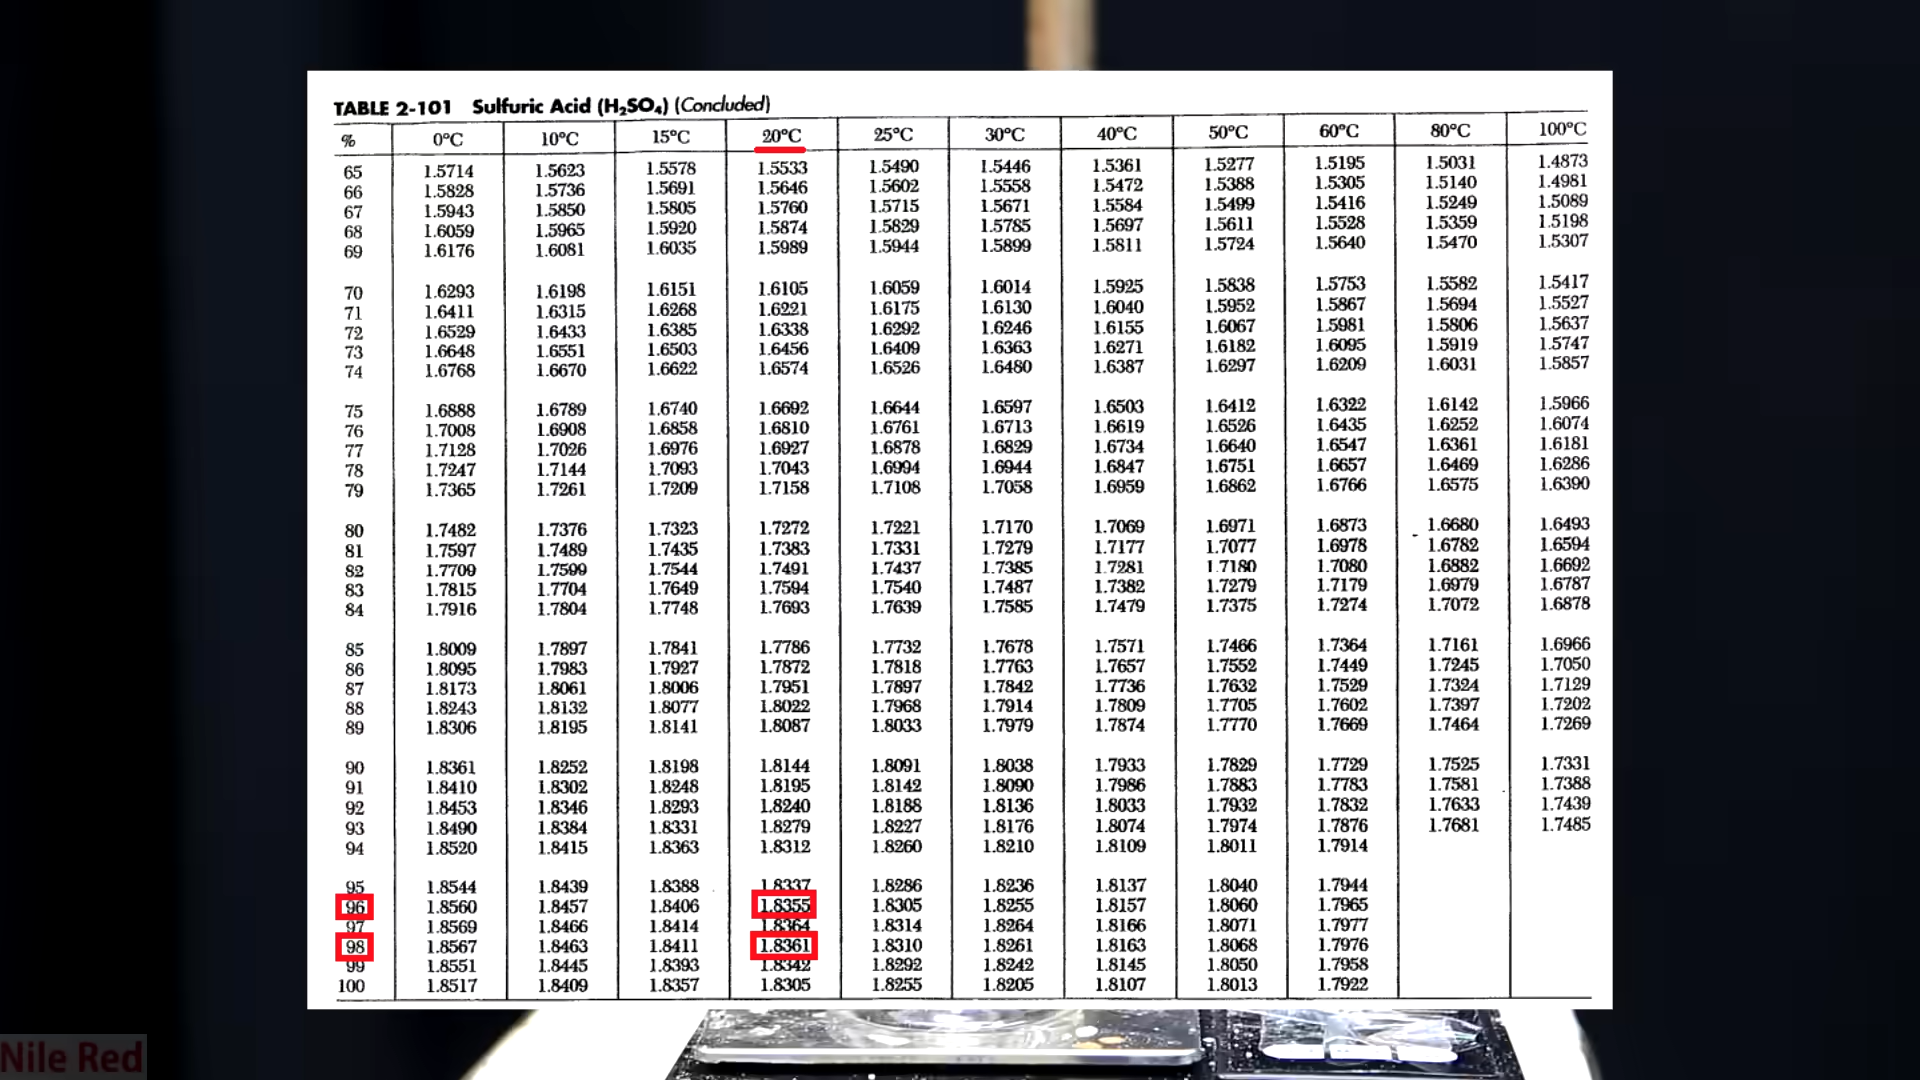 TABLE 2-101 Sulfuric Acid (H₂SO₄) (Concluded)
% 0°C 10°C 15°C 20°C 25°C 30°C 40°C 50°C 60°C 80°C 100°C
65 1.5714 1.5623 1.5578 1.5533 1.5490 1.5446 1.5361 1.5277 1.5195 1.5031 1.4873
66 1.5828 1.5736 1.5691 1.5646 1.5602 1.5558 1.5472 1.5388 1.5305 1.5140 1.4981
67 1.5943 1.5850 1.5805 1.5760 1.5715 1.5671 1.5584 1.5499 1.5416 1.5249 1.5089
68 1.6059 1.5965 1.5920 1.5874 1.5829 1.5785 1.5697 1.5611 1.5528 1.5359 1.5198
69 1.6176 1.6081 1.6035 1.5989 1.5944 1.5899 1.5811 1.5724 1.5640 1.5470 1.5307
70 1.6293 1.6198 1.6151 1.6105 1.6059 1.6014 1.5925 1.5838 1.5753 1.5582 1.5417
71 1.6411 1.6315 1.6268 1.6221 1.6175 1.6130 1.6040 1.5952 1.5867 1.5694 1.5527
72 1.6529 1.6433 1.6385 1.6338 1.6292 1.6246 1.6155 1.6067 1.5981 1.5806 1.5637
73 1.6648 1.6551 1.6503 1.6456 1.6409 1.6363 1.6271 1.6182 1.6095 1.5919 1.5747
74 1.6768 1.6670 1.6622 1.6574 1.6526 1.6480 1.6387 1.6297 1.6209 1.6031 1.5857
75 1.6888 1.6789 1.6740 1.6692 1.6644 1.6597 1.6503 1.6412 1.6322 1.6142 1.5966
76 1.7008 1.6908 1.6858 1.6810 1.6761 1.6713 1.6619 1.6526 1.6435 1.6252 1.6074
77 1.7128 1.7026 1.6976 1.6927 1.6878 1.6829 1.6734 1.6640 1.6547 1.6361 1.6181
78 1.7247 1.7144 1.7093 1.7043 1.6994 1.6944 1.6847 1.6751 1.6657 1.6469 1.6286
79 1.7365 1.7261 1.7209 1.7158 1.7108 1.7058 1.6959 1.6862 1.6766 1.6575 1.6390
80 1.7482 1.7376 1.7323 1.7272 1.7221 1.7170 1.7069 1.6971 1.6873 1.6680 1.6493
81 1.7597 1.7489 1.7435 1.7383 1.7331 1.7279 1.7177 1.7077 1.6978 1.6782 1.6594
82 1.7709 1.7599 1.7544 1.7491 1.7437 1.7385 1.7281 1.7180 1.7080 1.6882 1.6692
83 1.7815 1.7704 1.7649 1.7594 1.7540 1.7487 1.7382 1.7279 1.7179 1.6979 1.6787
84 1.7916 1.7804 1.7748 1.7693 1.7639 1.7585 1.7479 1.7375 1.7274 1.7072 1.6878
85 1.8009 1.7897 1.7841 1.7786 1.7732 1.7678 1.7571 1.7466 1.7364 1.7161 1.6966
86 1.8095 1.7983 1.7927 1.7872 1.7818 1.7763 1.7657 1.7552 1.7449 1.7245 1.7050
87 1.8173 1.8061 1.8006 1.7951 1.7897 1.7842 1.7736 1.7632 1.7529 1.7324 1.7129
88 1.8243 1.8132 1.8077 1.8022 1.7968 1.7914 1.7809 1.7705 1.7602 1.7397 1.7202
89 1.8306 1.8195 1.8141 1.8087 1.8033 1.7979 1.7874 1.7770 1.7669 1.7464 1.7269
90 1.8361 1.8252 1.8198 1.8144 1.8091 1.8038 1.7933 1.7829 1.7729 1.7525 1.7331
91 1.8410 1.8302 1.8248 1.8195 1.8142 1.8090 1.7986 1.7883 1.7783 1.7581 1.7388
92 1.8453 1.8346 1.8293 1.8240 1.8188 1.8136 1.8033 1.7932 1.7832 1.7633 1.7439
93 1.8490 1.8384 1.8331 1.8279 1.8227 1.8176 1.8074 1.7974 1.7876 1.7681 1.7485
94 1.8520 1.8415 1.8363 1.8312 1.8260 1.8210 1.8109 1.8011 1.7914
95 1.8544 1.8439 1.8388 1.8337 1.8286 1.8236 1.8137 1.8040 1.7944
96 1.8560 1.8457 1.8406 1.8355 1.8305 1.8255 1.8157 1.8060 1.7965
97 1.8569 1.8466 1.8414 1.8364 1.8314 1.8264 1.8166 1.8071 1.7977
98 1.8567 1.8463 1.8411 1.8361 1.8310 1.8261 1.8163 1.8068 1.7976
99 1.8551 1.8445 1.8393 1.8342 1.8292 1.8242 1.8145 1.8050 1.7958
100 1.8517 1.8409 1.8357 1.8305 1.8255 1.8205 1.8107 1.8013 1.7922
Nile Red